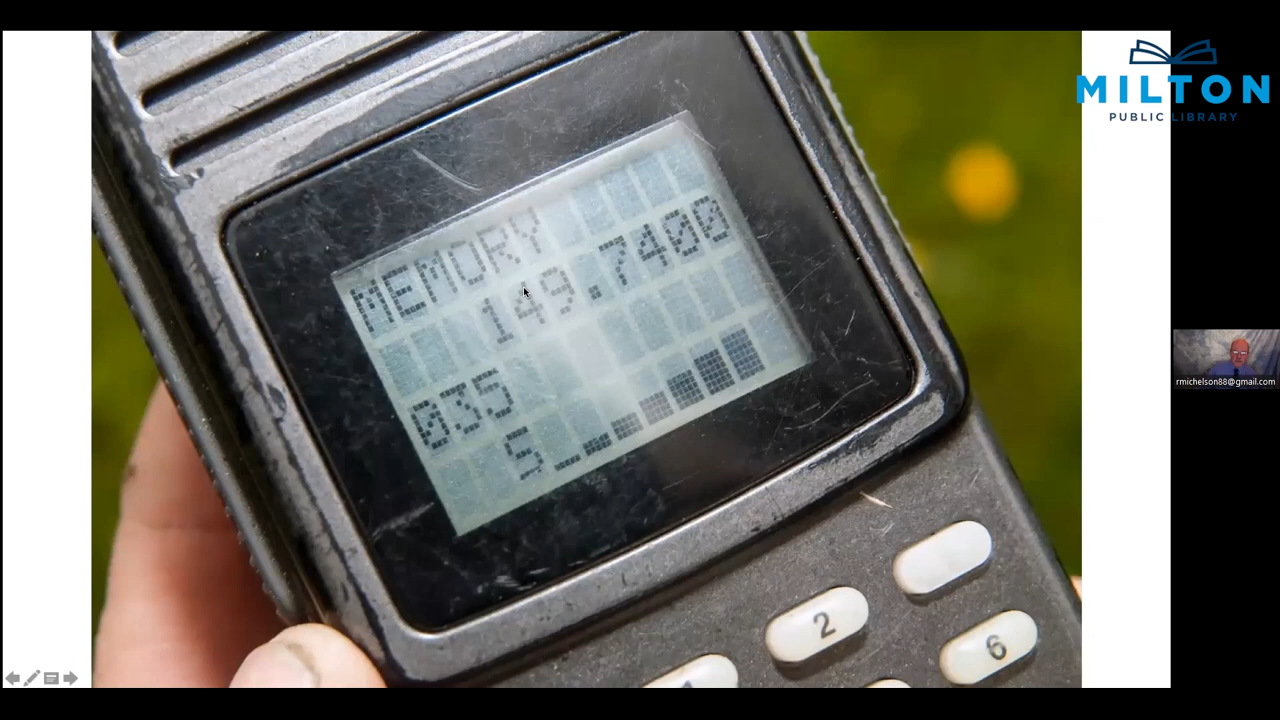 MEMORY
149.7400
035
S
2
6
MILTON
PUBLIC LIBRARY
rmichelson88@gmail.com